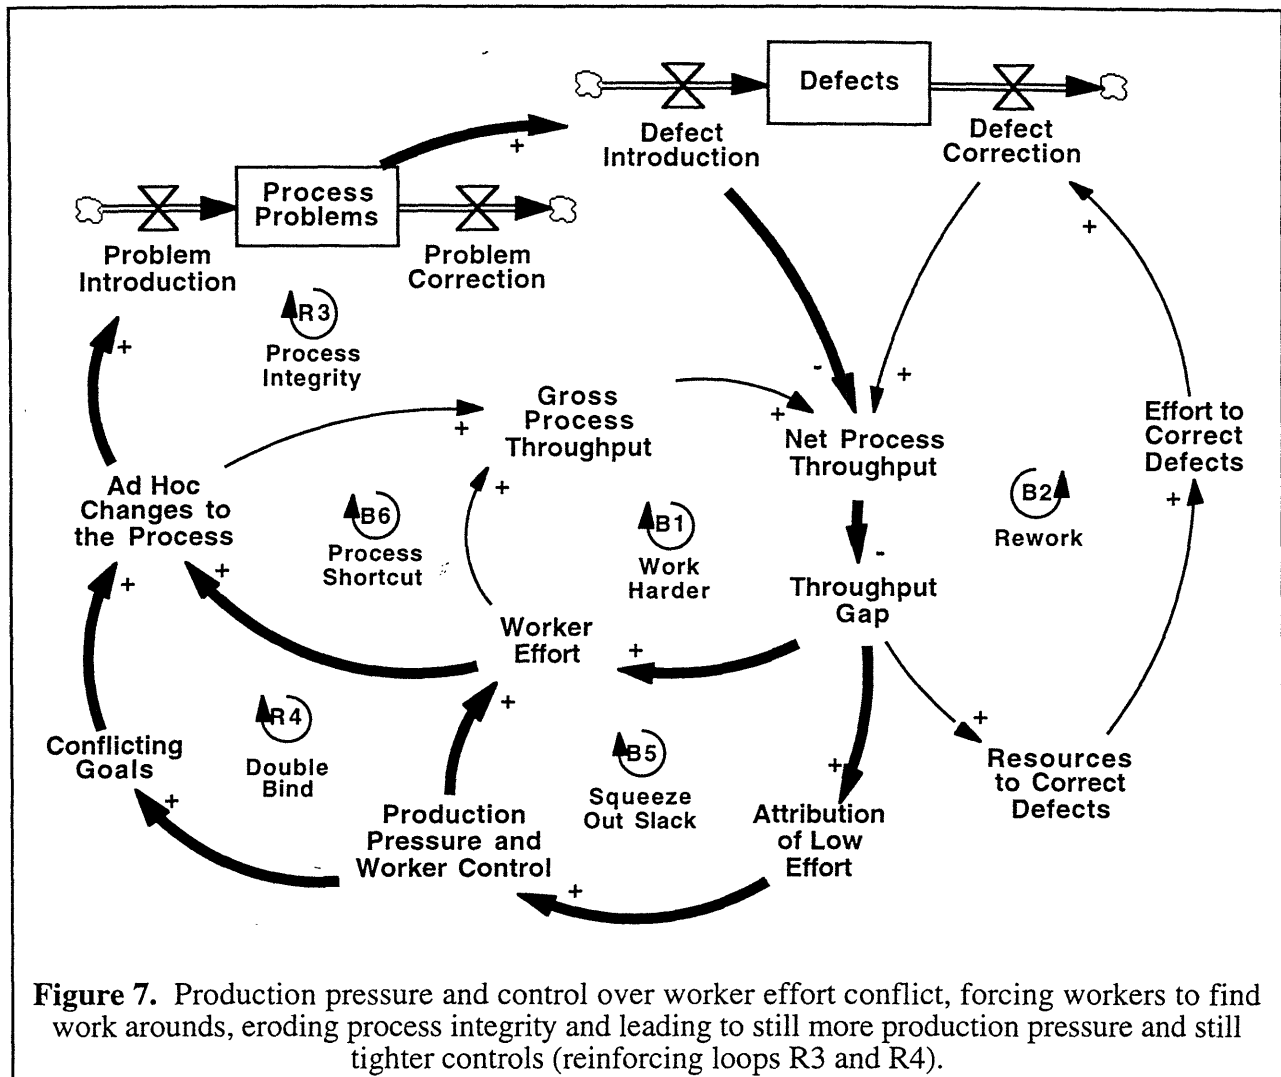 Defects
Defect
Introduction
Defect
Correction
+
Process
Problems
Problem
Introduction
Problem
Correction
+
R3
Process
Integrity
+
-
+
Gross
Process
Throughput
+
+
Net Process
Throughput
Effort to
Correct
Defects
+
Ad Hoc
Changes to
the Process
+
B6
Process
Shortcut
B1
Work
Harder
B2
Rework
-
+
+
Throughput
Gap
Worker
Effort
+
+
R4
Double
Bind
Conflicting
Goals
+
B5
Squeeze
Out Slack
+
+
Resources
to Correct
Defects
Production
Pressure and
Worker Control
Attribution
of Low
Effort
+
Figure 7. Production pressure and control over worker effort conflict, forcing workers to find
work arounds, eroding process integrity and leading to still more production pressure and still
tighter controls (reinforcing loops R3 and R4).